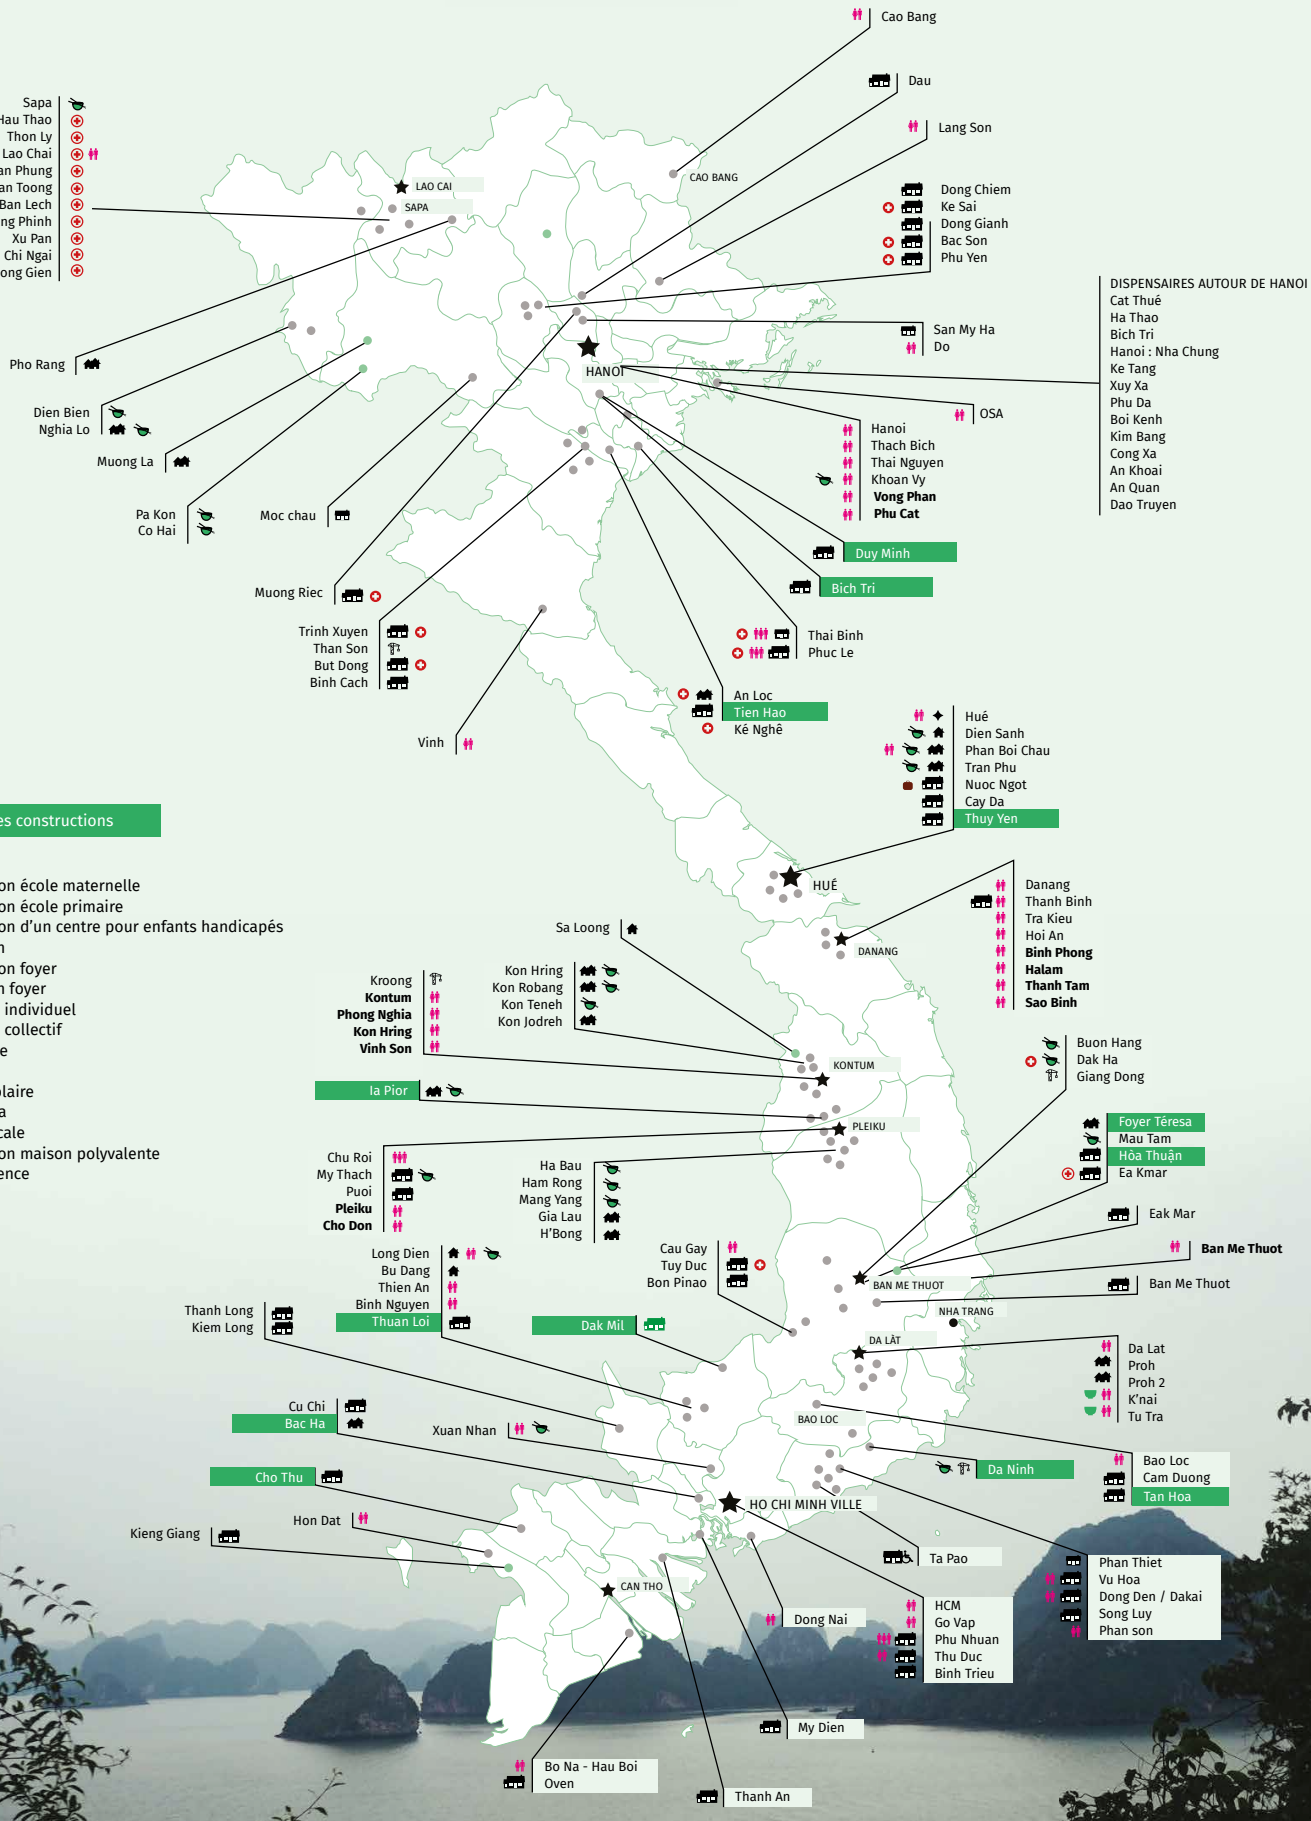 Cao Bang
Dau
Lang Son
Sapa
Hau Thao
Thon Ly
Lao Chai
an Phung
an Toong
Ban Lech
ng Phinh
Xu Pan
Chi Ngai
ong Gien
LAO CAI
SAPA
CAO BANG
Dong Chiem
Ke Sai
Dong Gianh
Bac Son
Phu Yen
DISPENSAIRES AUTOUR DE HANOI
Cat Thué
Ha Thao
Bich Tri
Hanoi : Nha Chung
Ke Tang
Xuy Xa
Phu Da
Boi Kenh
Kim Bang
Cong Xa
An Khoai
An Quan
Dao Truyen
San My Ha
Do
HANOI
Pho Rang
Dien Bien
Nghia Lo
Muong La
Pa Kon
Co Hai
Moc chau
OSA
Hanoi
Thach Bich
Thai Nguyen
Khoan Vy
Vong Phan
Phu Cat
Duy Minh
Bich Tri
Muong Riec
Trinh Xuyen
Than Son
But Dong
Binh Cach
Thai Binh
Phuc Le
Vinh
An Loc
Tien Hao
Ké Nghê
Hué
Dien Sanh
Phan Boi Chau
Tran Phu
Nuoc Ngot
Cay Da
Thuy Yen
es constructions
on école maternelle
on école primaire
on d'un centre pour enfants handicapés
n
on foyer
n foyer
individuel
collectif
e
olaire
a
cale
on maison polyvalente
ence
HUÉ
DANANG
Danang
Thanh Binh
Tra Kieu
Hoi An
Binh Phong
Halam
Thanh Tam
Sao Binh
Sa Loong
Kroong
Kontum
Phong Nghia
Kon Hring
Vinh Son
Kon Hring
Kon Robang
Kon Teneh
Kon Jodreh
KONTUM
Buon Hang
Dak Ha
Giang Dong
Ia Pior
PLEIKU
Foyer Téresa
Mau Tam
Hòa Thuận
Ea Kmar
Chu Roi
My Thach
Puoi
Pleiku
Cho Don
Ha Bau
Ham Rong
Mang Yang
Gia Lau
H'Bong
Eak Mar
Ban Me Thuot
Ban Me Thuot
Long Dien
Bu Dang
Thien An
Binh Nguyen
Thuan Loi
Cau Gay
Tuy Duc
Bon Pinao
BAN ME THUOT
NHA TRANG
Thanh Long
Kiem Long
Dak Mil
DA LÀT
Da Lat
Proh
Proh 2
K'nai
Tu Tra
Cu Chi
Bac Ha
Xuan Nhan
BAO LOC
Da Ninh
Bao Loc
Cam Duong
Tan Hoa
Cho Thu
Hon Dat
Kieng Giang
HO CHI MINH VILLE
Ta Pao
Phan Thiet
Vu Hoa
Dong Den / Dakai
Song Luy
Phan son
CAN THO
Dong Nai
HCM
Go Vap
Phu Nhuan
Thu Duc
Binh Trieu
My Dien
Bo Na - Hau Boi
Oven
Thanh An